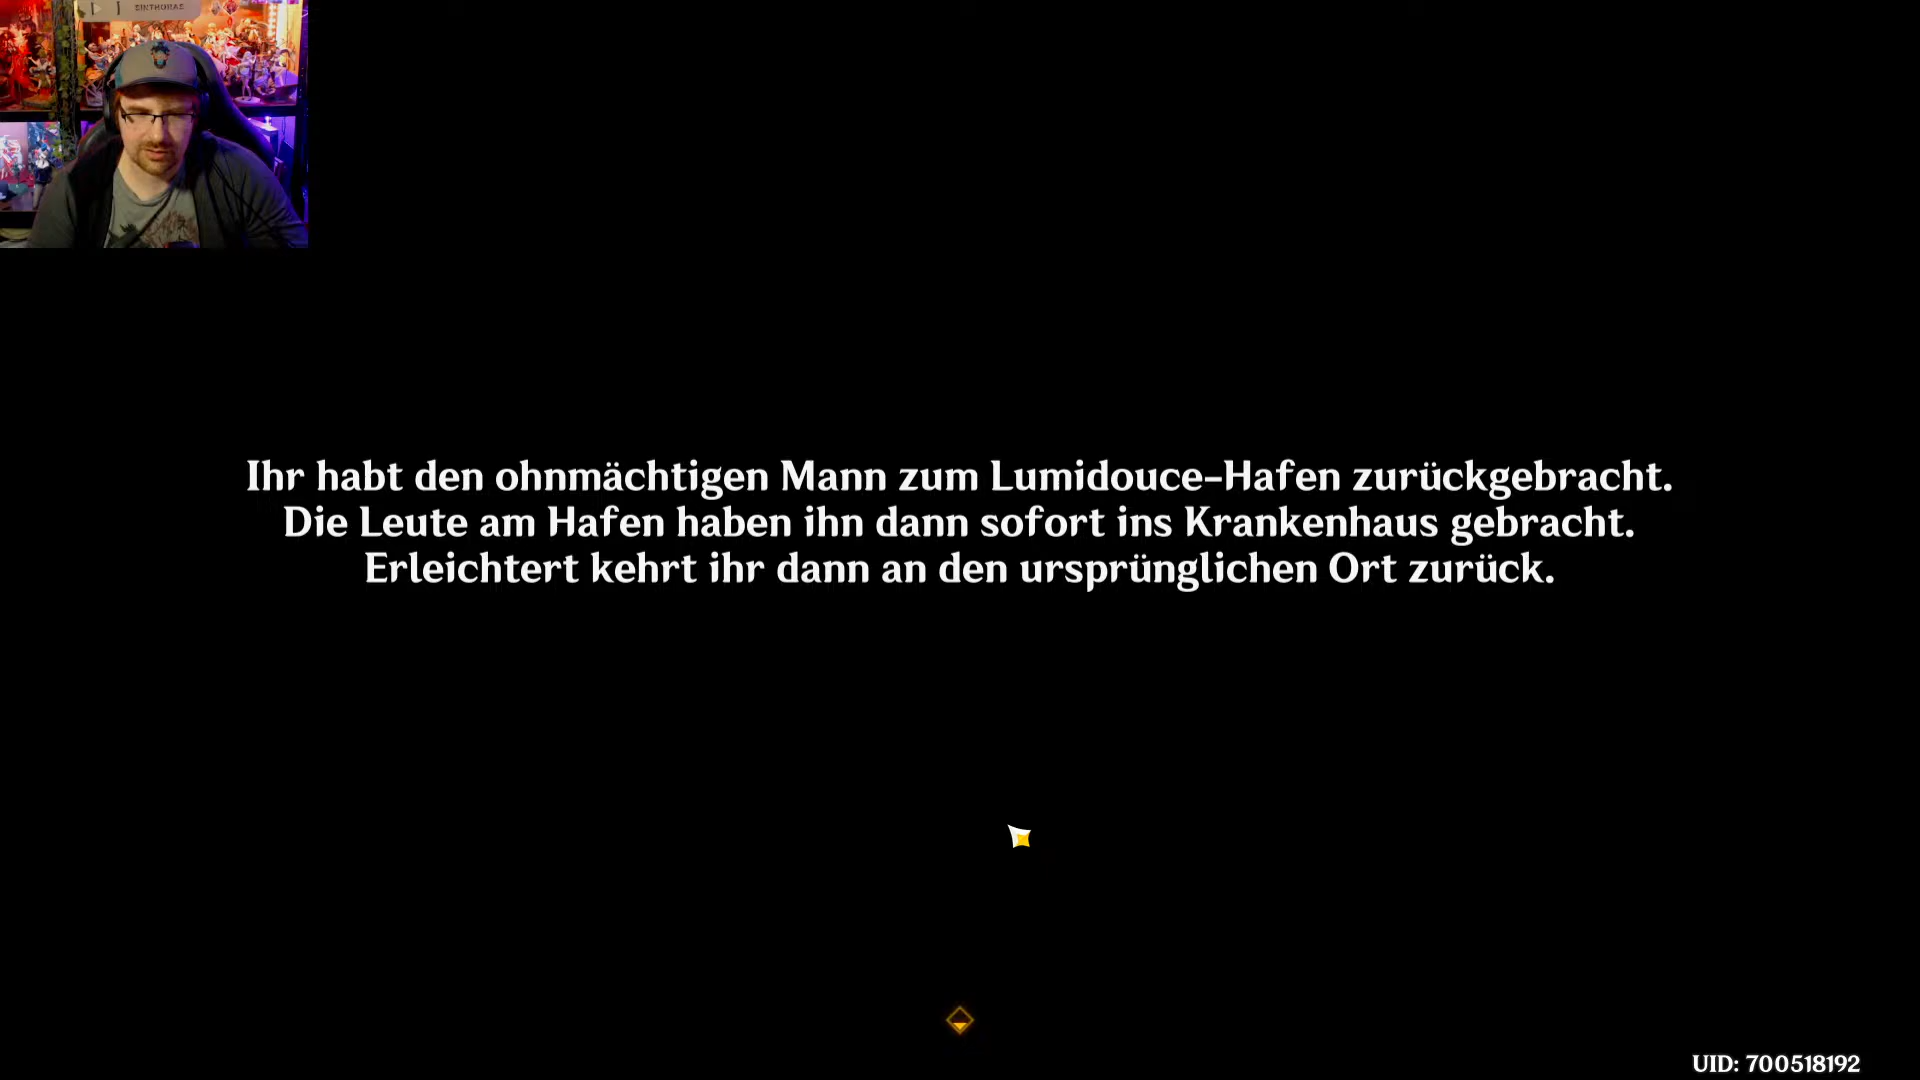 Ihr habt den ohnmächtigen Mann zum Lumidouce-Hafen zurückgebracht.
Die Leute am Hafen haben ihn dann sofort ins Krankenhaus gebracht.
Erleichtert kehrt ihr dann an den ursprünglichen Ort zurück.
UID: 700518192